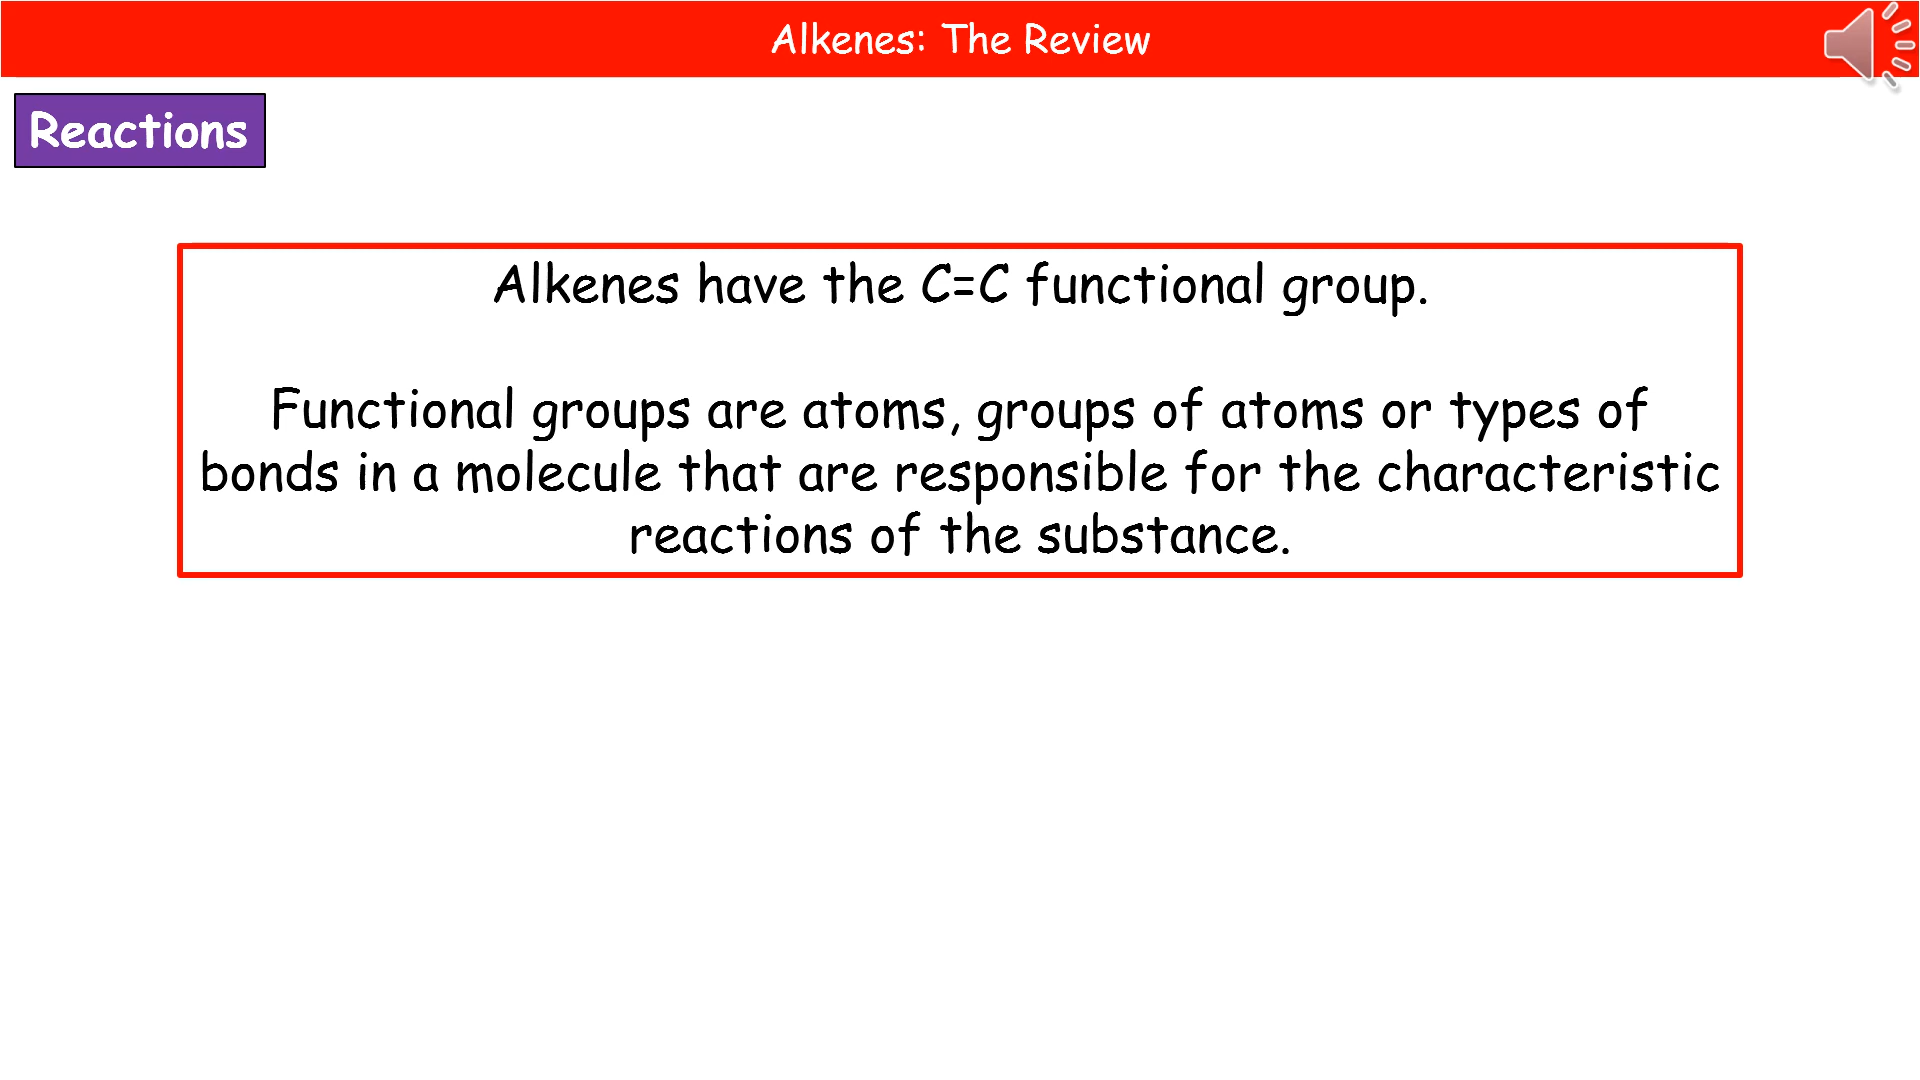 Alkenes: The Review
Reactions
Alkenes have the C=C functional group.
Functional groups are atoms, groups of atoms or types of
bonds in a molecule that are responsible for the characteristic
reactions of the substance.